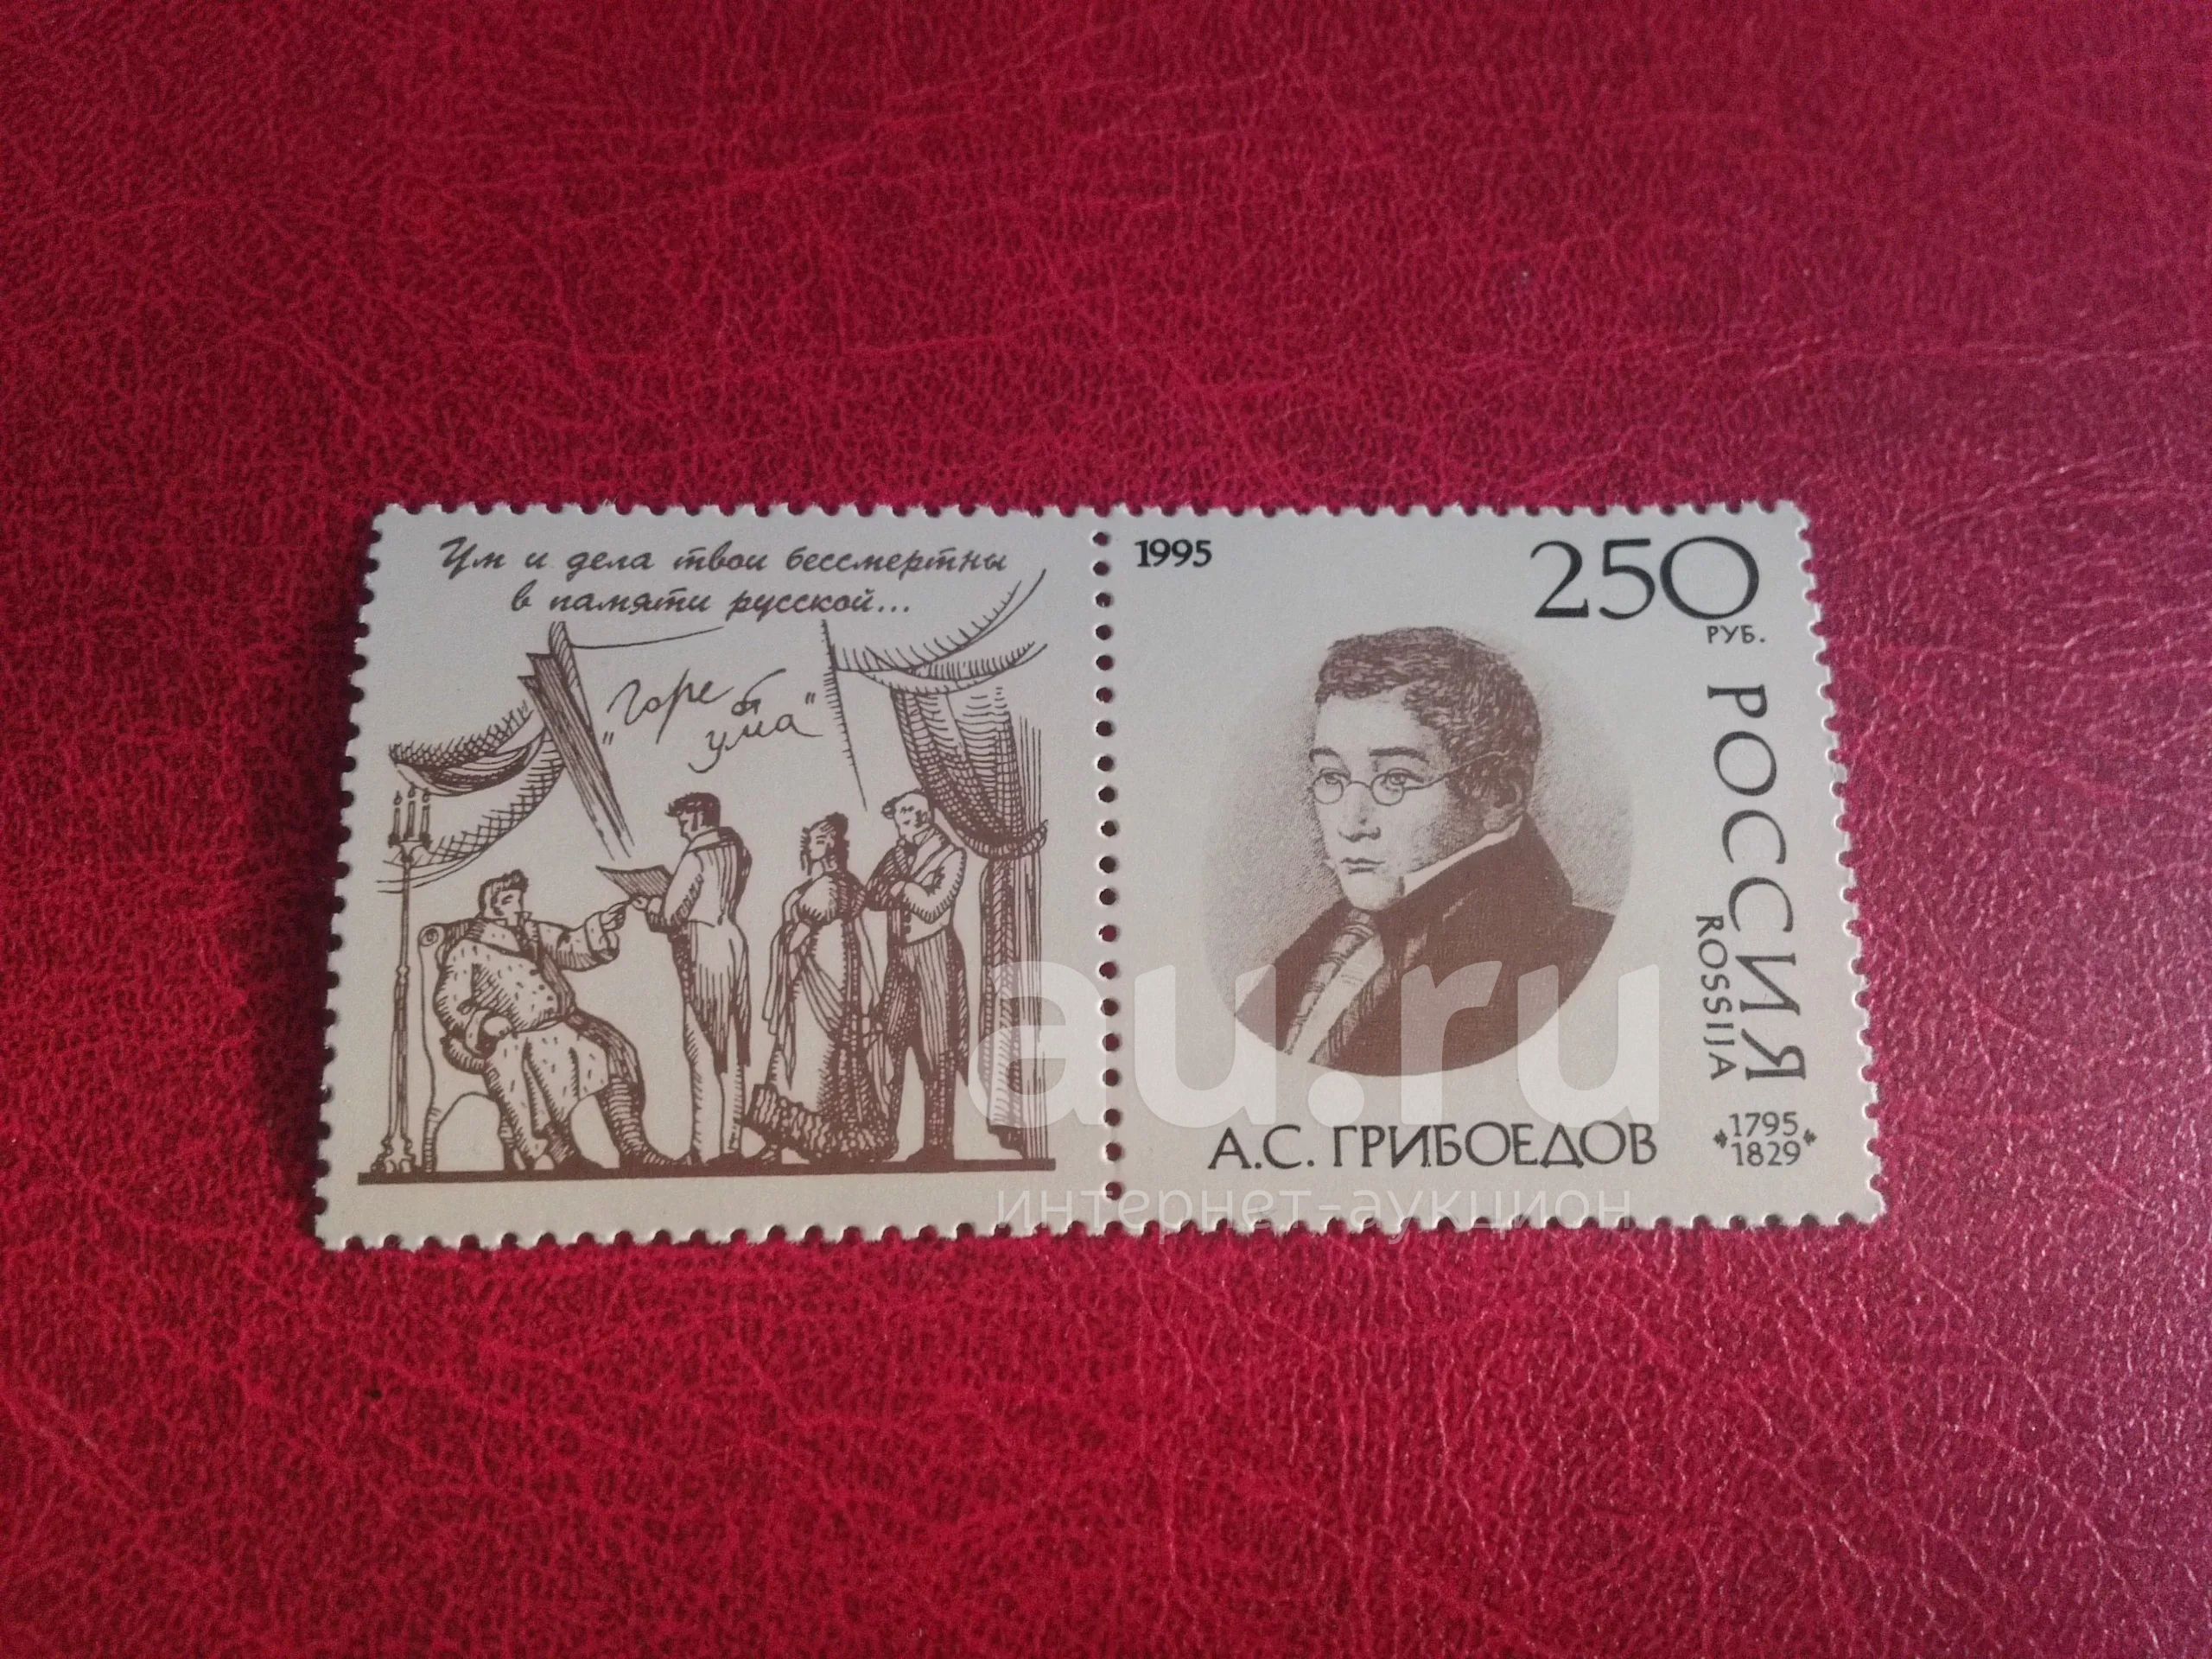 Ум и дела твои бессмертны
в памяти русской...
"Горе от
ума"
1995
250
РУБ.
РОССИЯ
ROSSIJA
А.С. ГРИБОЕДОВ
1795
1829
au.ru
интернет-аукцион